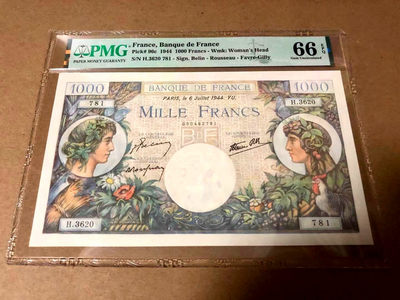 PMG
PAPER MONEY GUARANTY
France, Banque de France
Pick# 96c 1944 1000 Francs - Wmk: Woman's Head
S/N H.3620 781 - Sign. Belin - Rousseau - Favre-Gilly
66 EPQ
Gem Uncirculated
1000 BANQUE DE FRANCE 1000
781 PARIS, le 6 Juillet 1944. Y.U. H.3620
MILLE FRANCS
090482781
H.3620
781